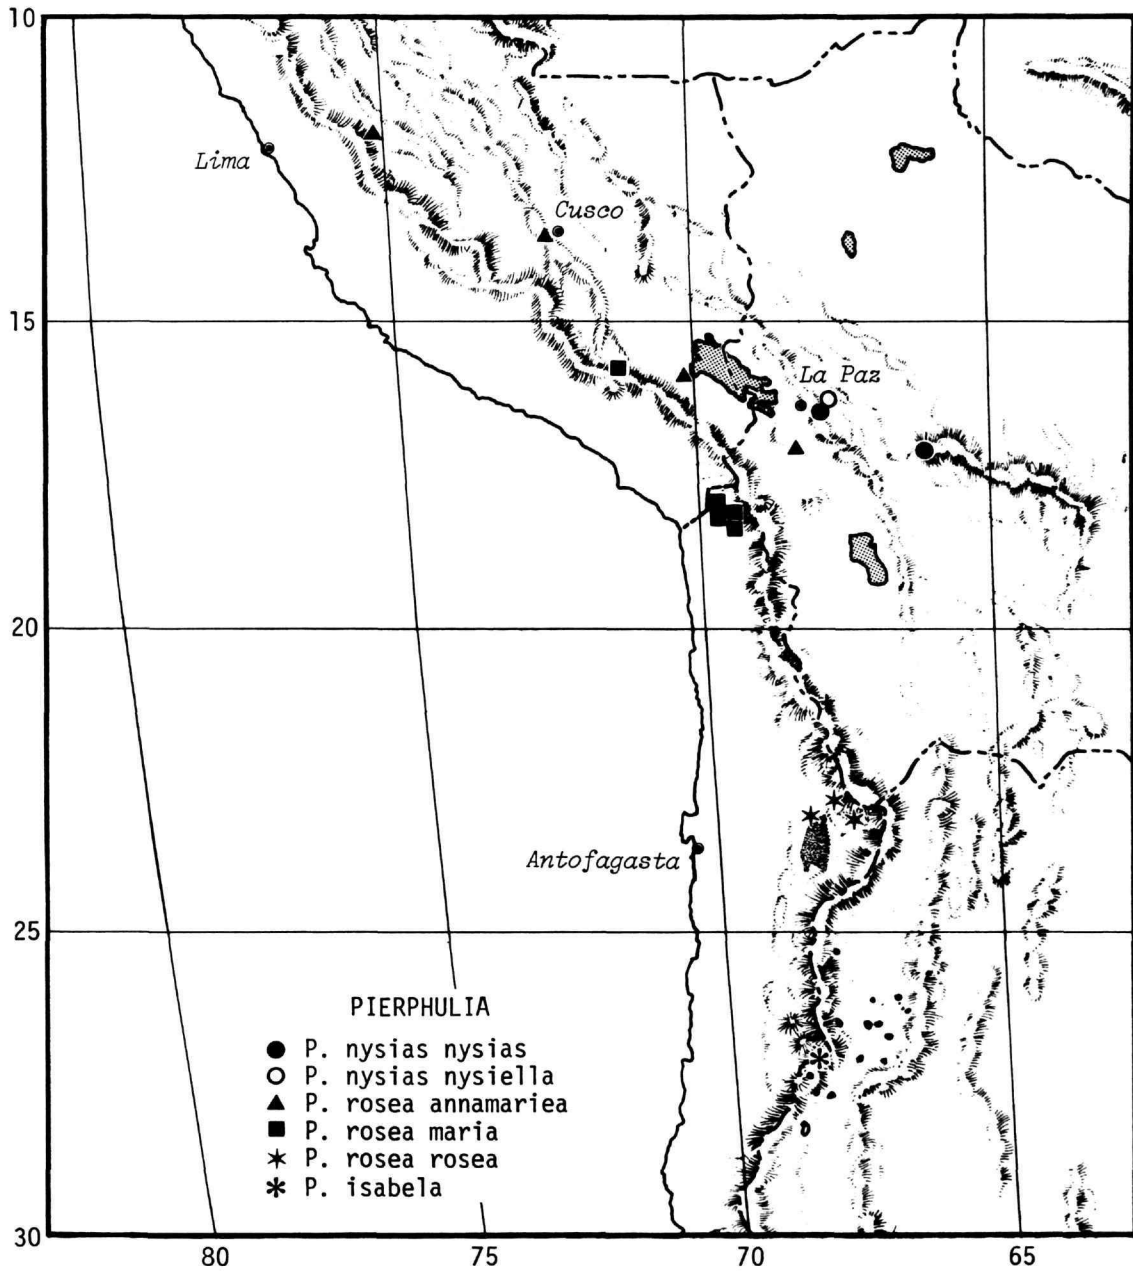 10
Lima
Cusco
15
La Paz
20
Antofagasta
25
PIERPHULIA
P. nysias nysias
P. nysias nysiella
P. rosea annamariea
P. rosea maria
P. rosea rosea
P. isabela
30
80
75
70
65